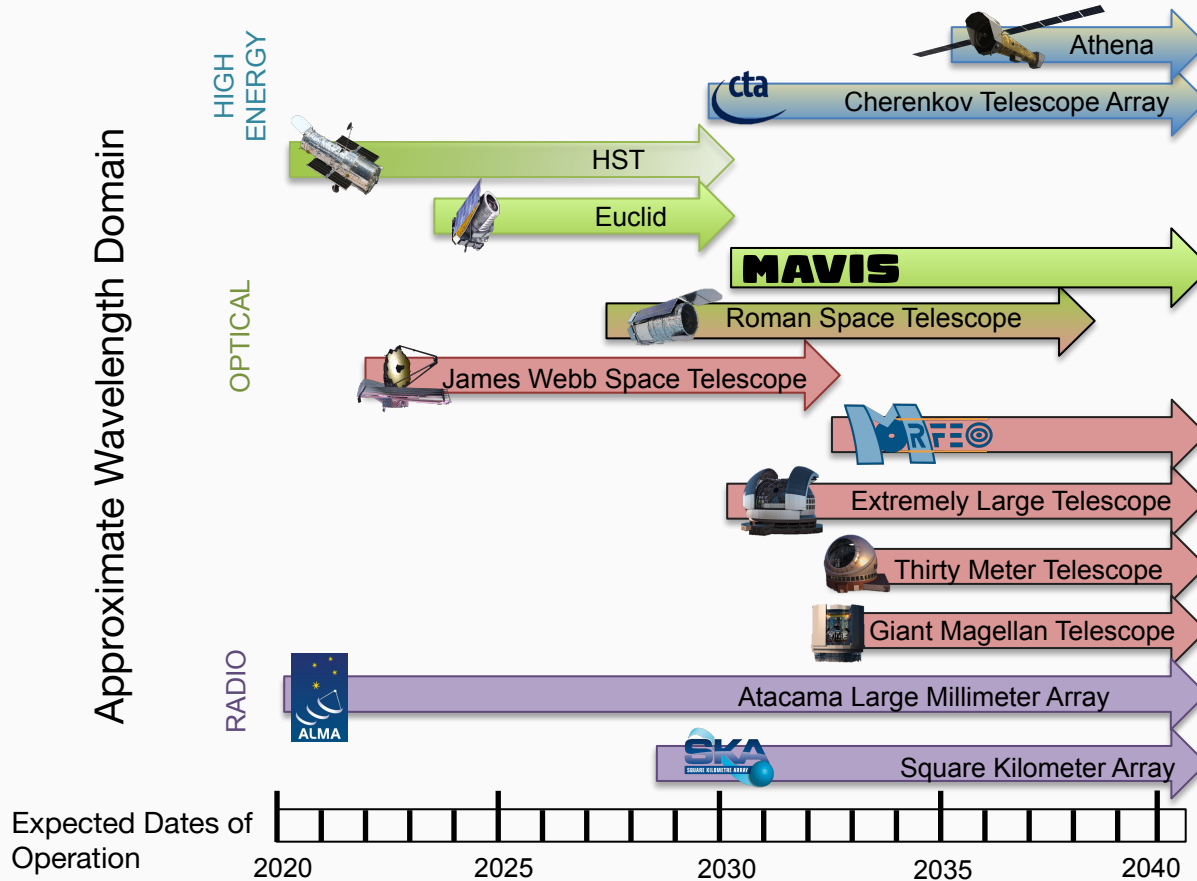 Approximate Wavelength Domain
HIGH
ENERGY
OPTICAL
RADIO
Athena
cta
Cherenkov Telescope Array
HST
Euclid
MAVIS
Roman Space Telescope
James Webb Space Telescope
MORFEO
Extremely Large Telescope
Thirty Meter Telescope
Giant Magellan Telescope
ALMA
Atacama Large Millimeter Array
SKA
SQUARE KILOMETRE ARRAY
Square Kilometer Array
Expected Dates of
Operation
2020 2025 2030 2035 2040